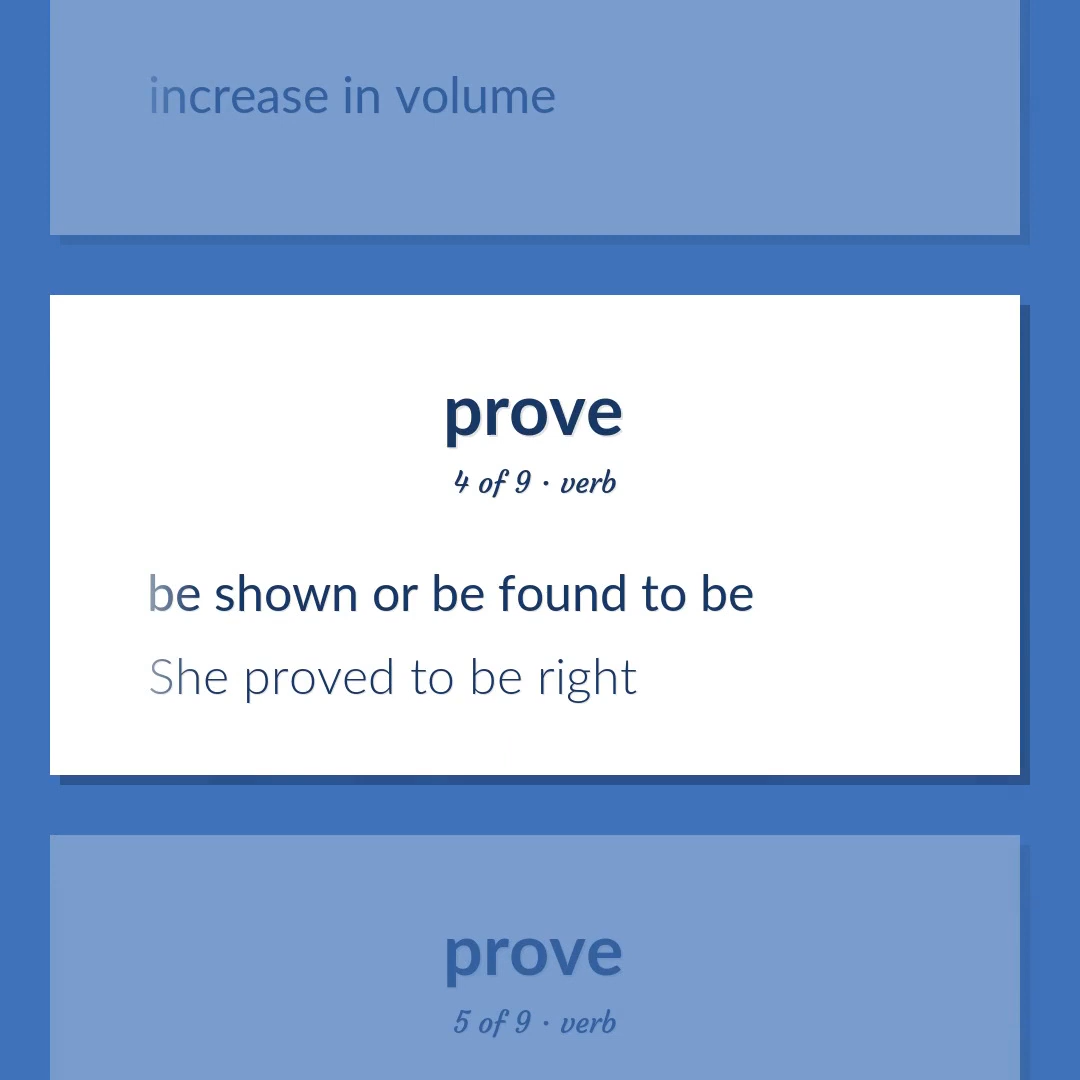 increase in volume
prove
4 of 9 · verb
be shown or be found to be
She proved to be right
prove
5 of 9 · verb